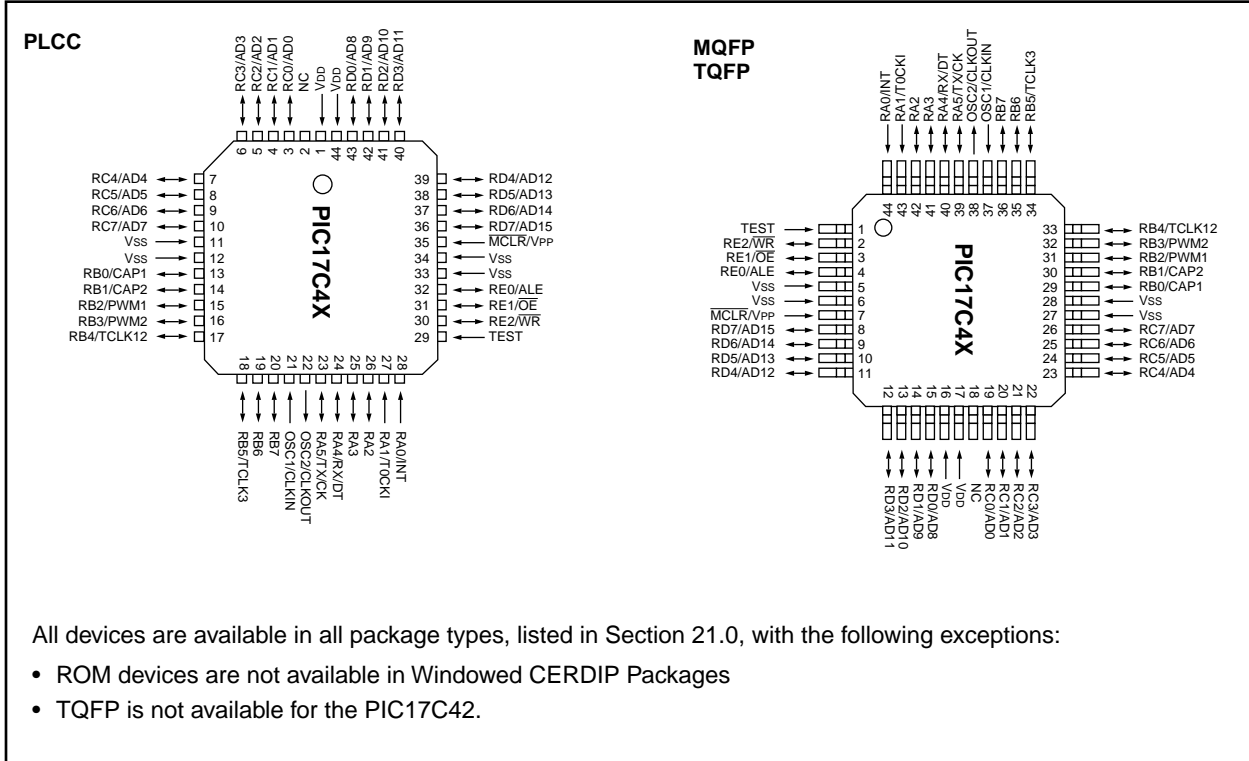 PLCC
RC3/AD3
RC2/AD2
RC1/AD1
RC0/AD0
NC
VDD
VDD
RD0/AD8
RD1/AD9
RD2/AD10
RD3/AD11
6
5
4
3
2
1
44
43
42
41
40
RC4/AD4 7
RC5/AD5 8
RC6/AD6 9
RC7/AD7 10
VSS 11
VSS 12
RB0/CAP1 13
RB1/CAP2 14
RB2/PWM1 15
RB3/PWM2 16
RB4/TCLK12 17
PIC17C4X
39 RD4/AD12
38 RD5/AD13
37 RD6/AD14
36 RD7/AD15
35 MCLR/VPP
34 VSS
33 VSS
32 RE0/ALE
31 RE1/OE
30 RE2/WR
29 TEST
18
19
20
21
22
23
24
25
26
27
28
RB5/TCLK3
RB6
RB7
OSC1/CLKIN
OSC2/CLKOUT
RA5/TX/CK
RA4/RX/DT
RA3
RA2
RA1/T0CKI
RA0/INT
MQFP
TQFP
RA0/INT
RA1/T0CKI
RA2
RA3
RA4/RX/DT
RA5/TX/CK
OSC2/CLKOUT
OSC1/CLKIN
RB7
RB6
RB5/TCLK3
44
43
42
41
40
39
38
37
36
35
34
TEST 1
RE2/WR 2
RE1/OE 3
RE0/ALE 4
VSS 5
VSS 6
MCLR/VPP 7
RD7/AD15 8
RD6/AD14 9
RD5/AD13 10
RD4/AD12 11
PIC17C4X
33 RB4/TCLK12
32 RB3/PWM2
31 RB2/PWM1
30 RB1/CAP2
29 RB0/CAP1
28 VSS
27 VSS
26 RC7/AD7
25 RC6/AD6
24 RC5/AD5
23 RC4/AD4
12
13
14
15
16
17
18
19
20
21
22
RD3/AD11
RD2/AD10
RD1/AD9
RD0/AD8
VDD
VDD
NC
RC0/AD0
RC1/AD1
RC2/AD2
RC3/AD3
All devices are available in all package types, listed in Section 21.0, with the following exceptions:
• ROM devices are not available in Windowed CERDIP Packages
• TQFP is not available for the PIC17C42.